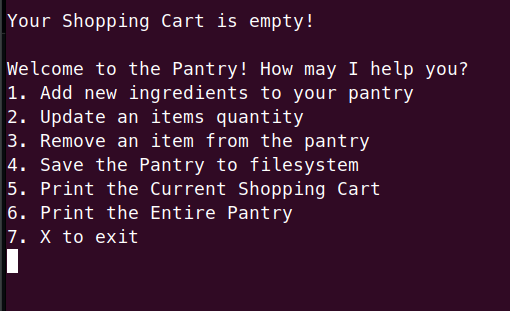 Your Shopping Cart is empty!
Welcome to the Pantry! How may I help you?
1. Add new ingredients to your pantry
2. Update an items quantity
3. Remove an item from the pantry
4. Save the Pantry to filesystem
5. Print the Current Shopping Cart
6. Print the Entire Pantry
7. X to exit